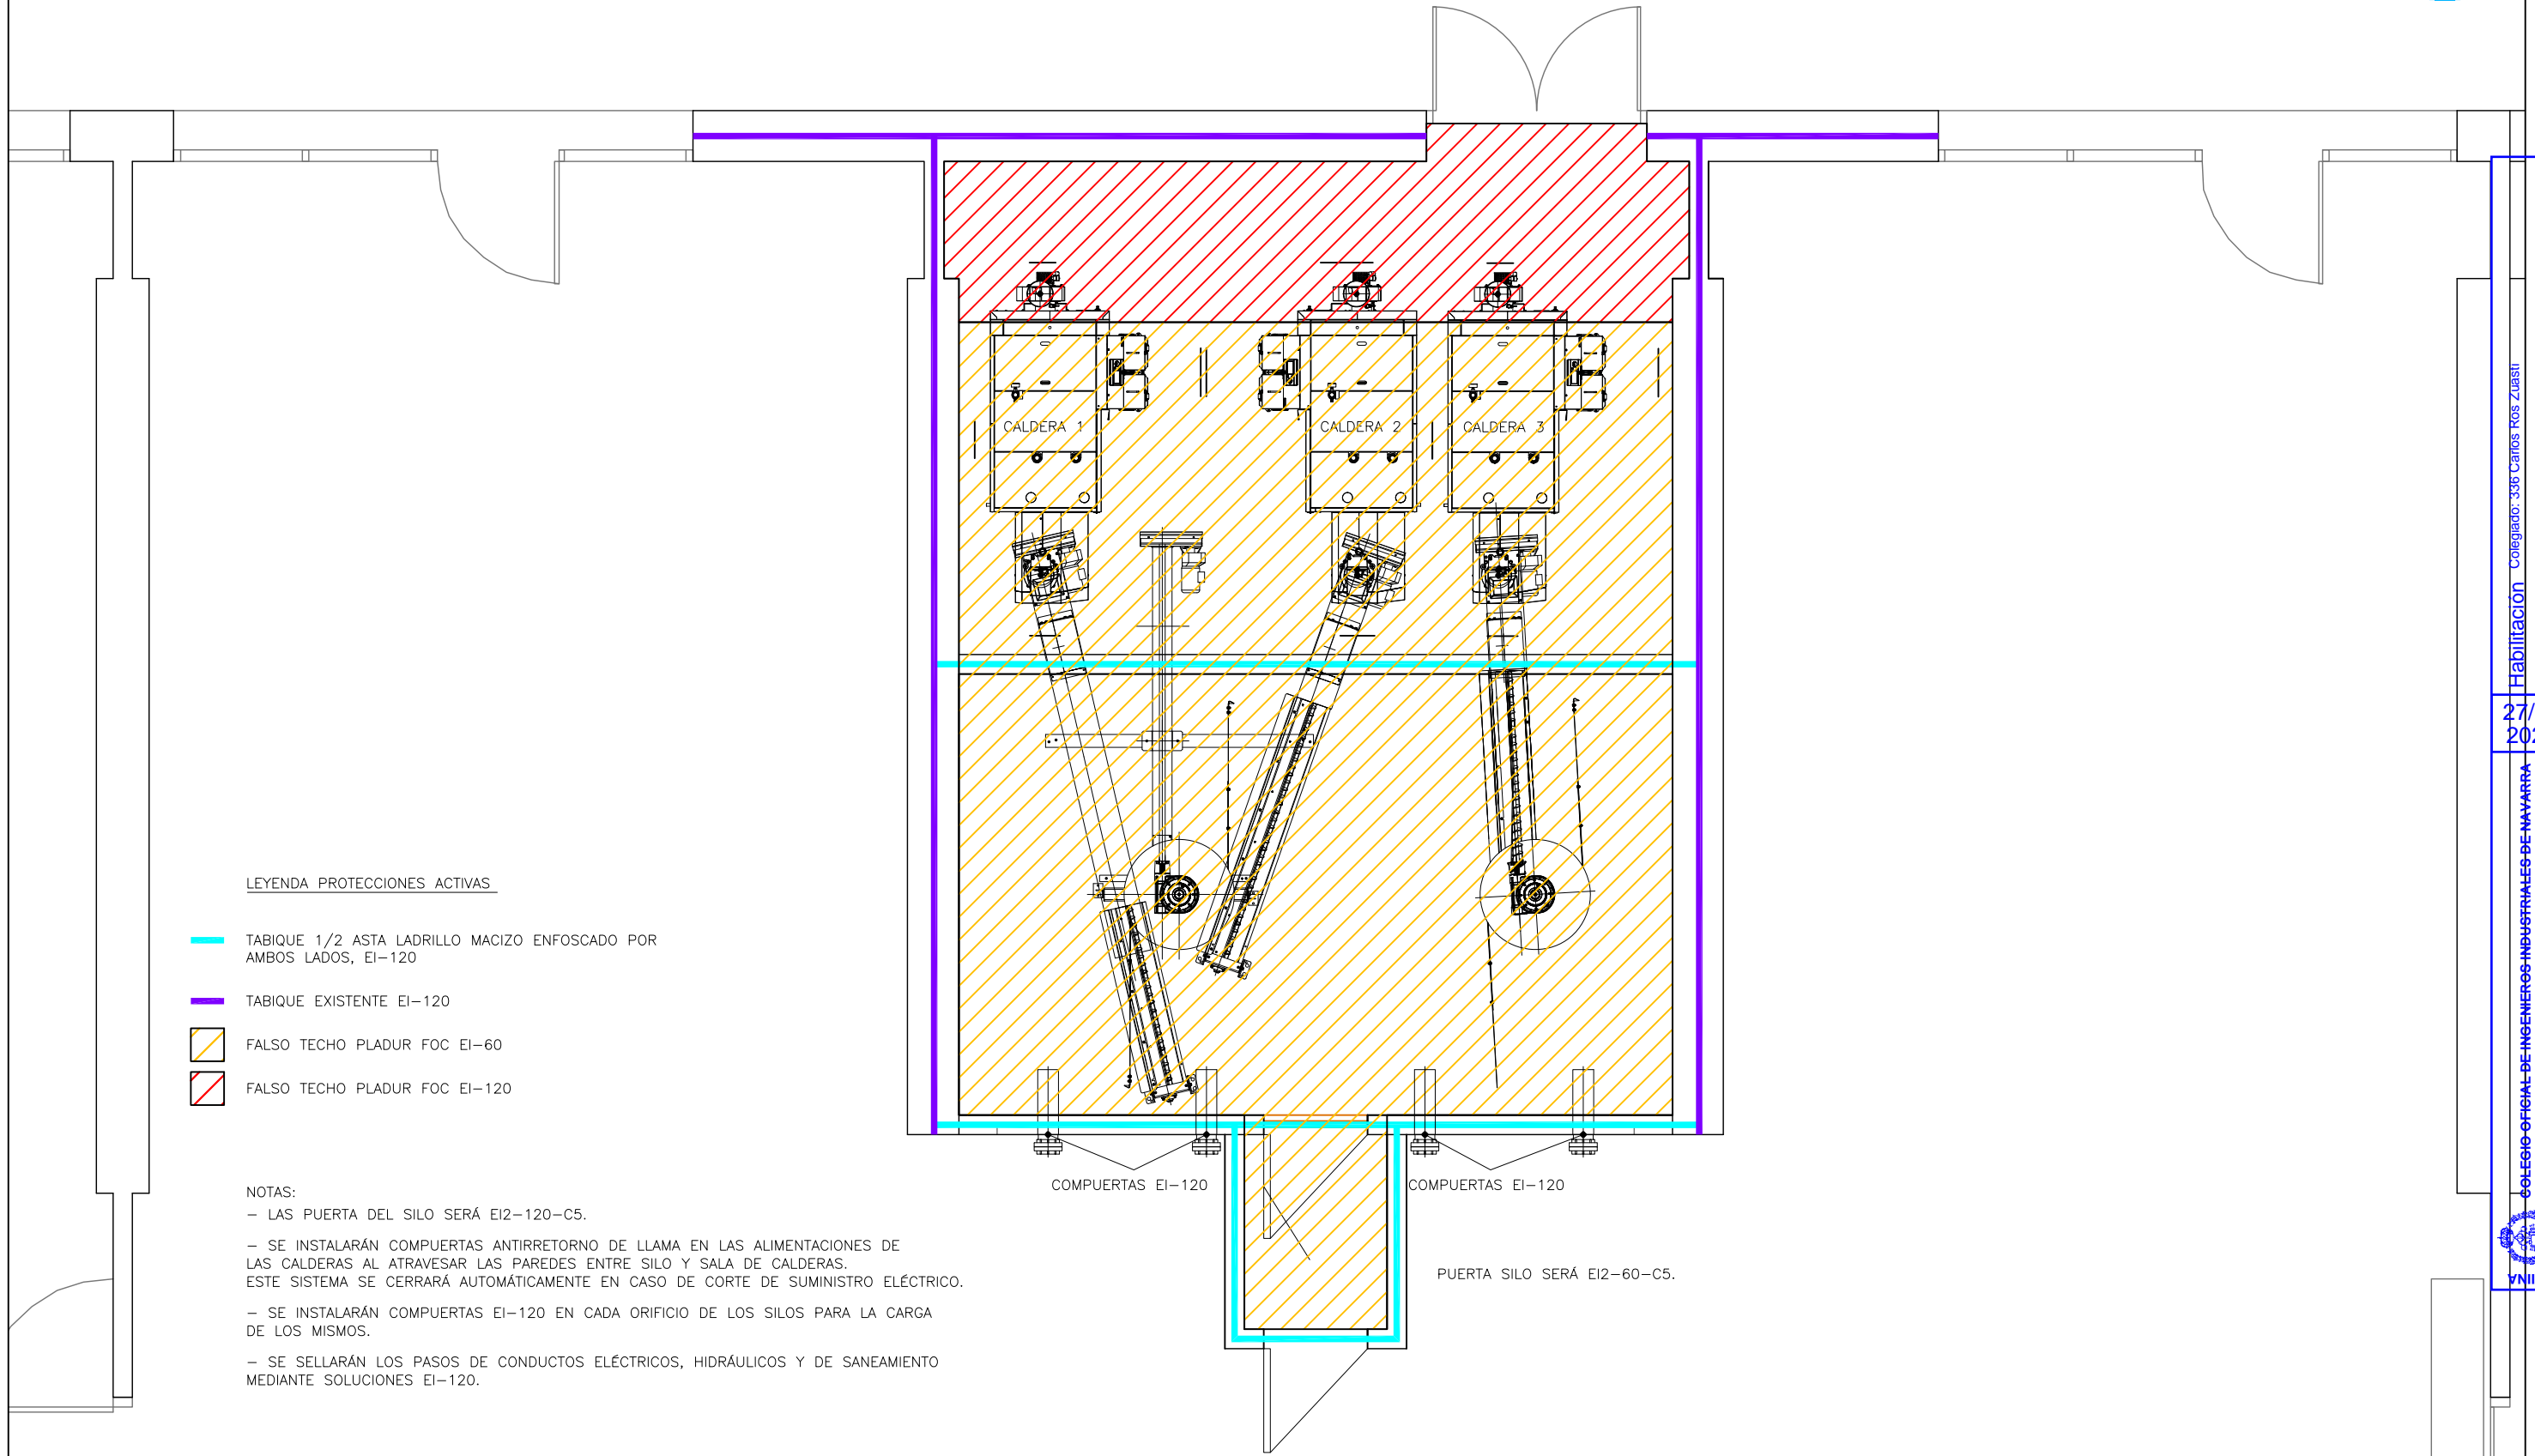 CALDERA 1
CALDERA 2
CALDERA 3
LEYENDA PROTECCIONES ACTIVAS
TABIQUE 1/2 ASTA LADRILLO MACIZO ENFOSCADO POR
AMBOS LADOS, EI-120
TABIQUE EXISTENTE EI-120
FALSO TECHO PLADUR FOC EI-60
FALSO TECHO PLADUR FOC EI-120
COMPUERTAS EI-120
COMPUERTAS EI-120
NOTAS:
- LAS PUERTA DEL SILO SERÁ EI2-120-C5.
- SE INSTALARÁN COMPUERTAS ANTIRRETORNO DE LLAMA EN LAS ALIMENTACIONES DE
LAS CALDERAS AL ATRAVESAR LAS PAREDES ENTRE SILO Y SALA DE CALDERAS.
ESTE SISTEMA SE CERRARÁ AUTOMÁTICAMENTE EN CASO DE CORTE DE SUMINISTRO ELÉCTRICO.
- SE INSTALARÁN COMPUERTAS EI-120 EN CADA ORIFICIO DE LOS SILOS PARA LA CARGA
DE LOS MISMOS.
- SE SELLARÁN LOS PASOS DE CONDUCTOS ELÉCTRICOS, HIDRÁULICOS Y DE SANEAMIENTO
MEDIANTE SOLUCIONES EI-120.
PUERTA SILO SERÁ EI2-60-C5.
Habilitación Colegiado: 336 Carlos Ros Zuasti
27/
202
COLEGIO OFICIAL DE INGENIEROS INDUSTRIALES DE NAVARRA